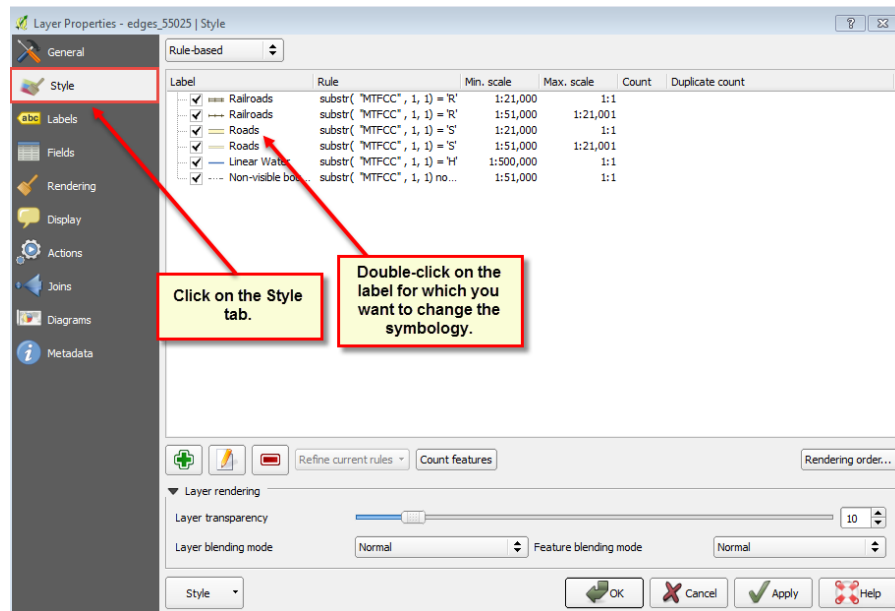 Layer Properties - edges_55025 | Style
General
Style
Labels
Fields
Rendering
Display
Actions
Joins
Diagrams
Metadata
Rule-based
Label Rule Min. scale Max. scale Count Duplicate count
Railroads substr( "MTFCC" , 1, 1) = 'R' 1:21,000 1:1
Railroads substr( "MTFCC" , 1, 1) = 'R' 1:51,000 1:21,001
Roads substr( "MTFCC" , 1, 1) = 'S' 1:21,000 1:1
Roads substr( "MTFCC" , 1, 1) = 'S' 1:51,000 1:21,001
Linear Water substr( "MTFCC" , 1, 1) = 'H' 1:500,000 1:1
Non-visible bou... substr( "MTFCC" , 1, 1) no... 1:51,000 1:1
Click on the Style
tab.
Double-click on the
label for which you
want to change the
symbology.
Refine current rules Count features Rendering order...
Layer rendering
Layer transparency 10
Layer blending mode Normal Feature blending mode Normal
Style OK Cancel Apply Help
abc